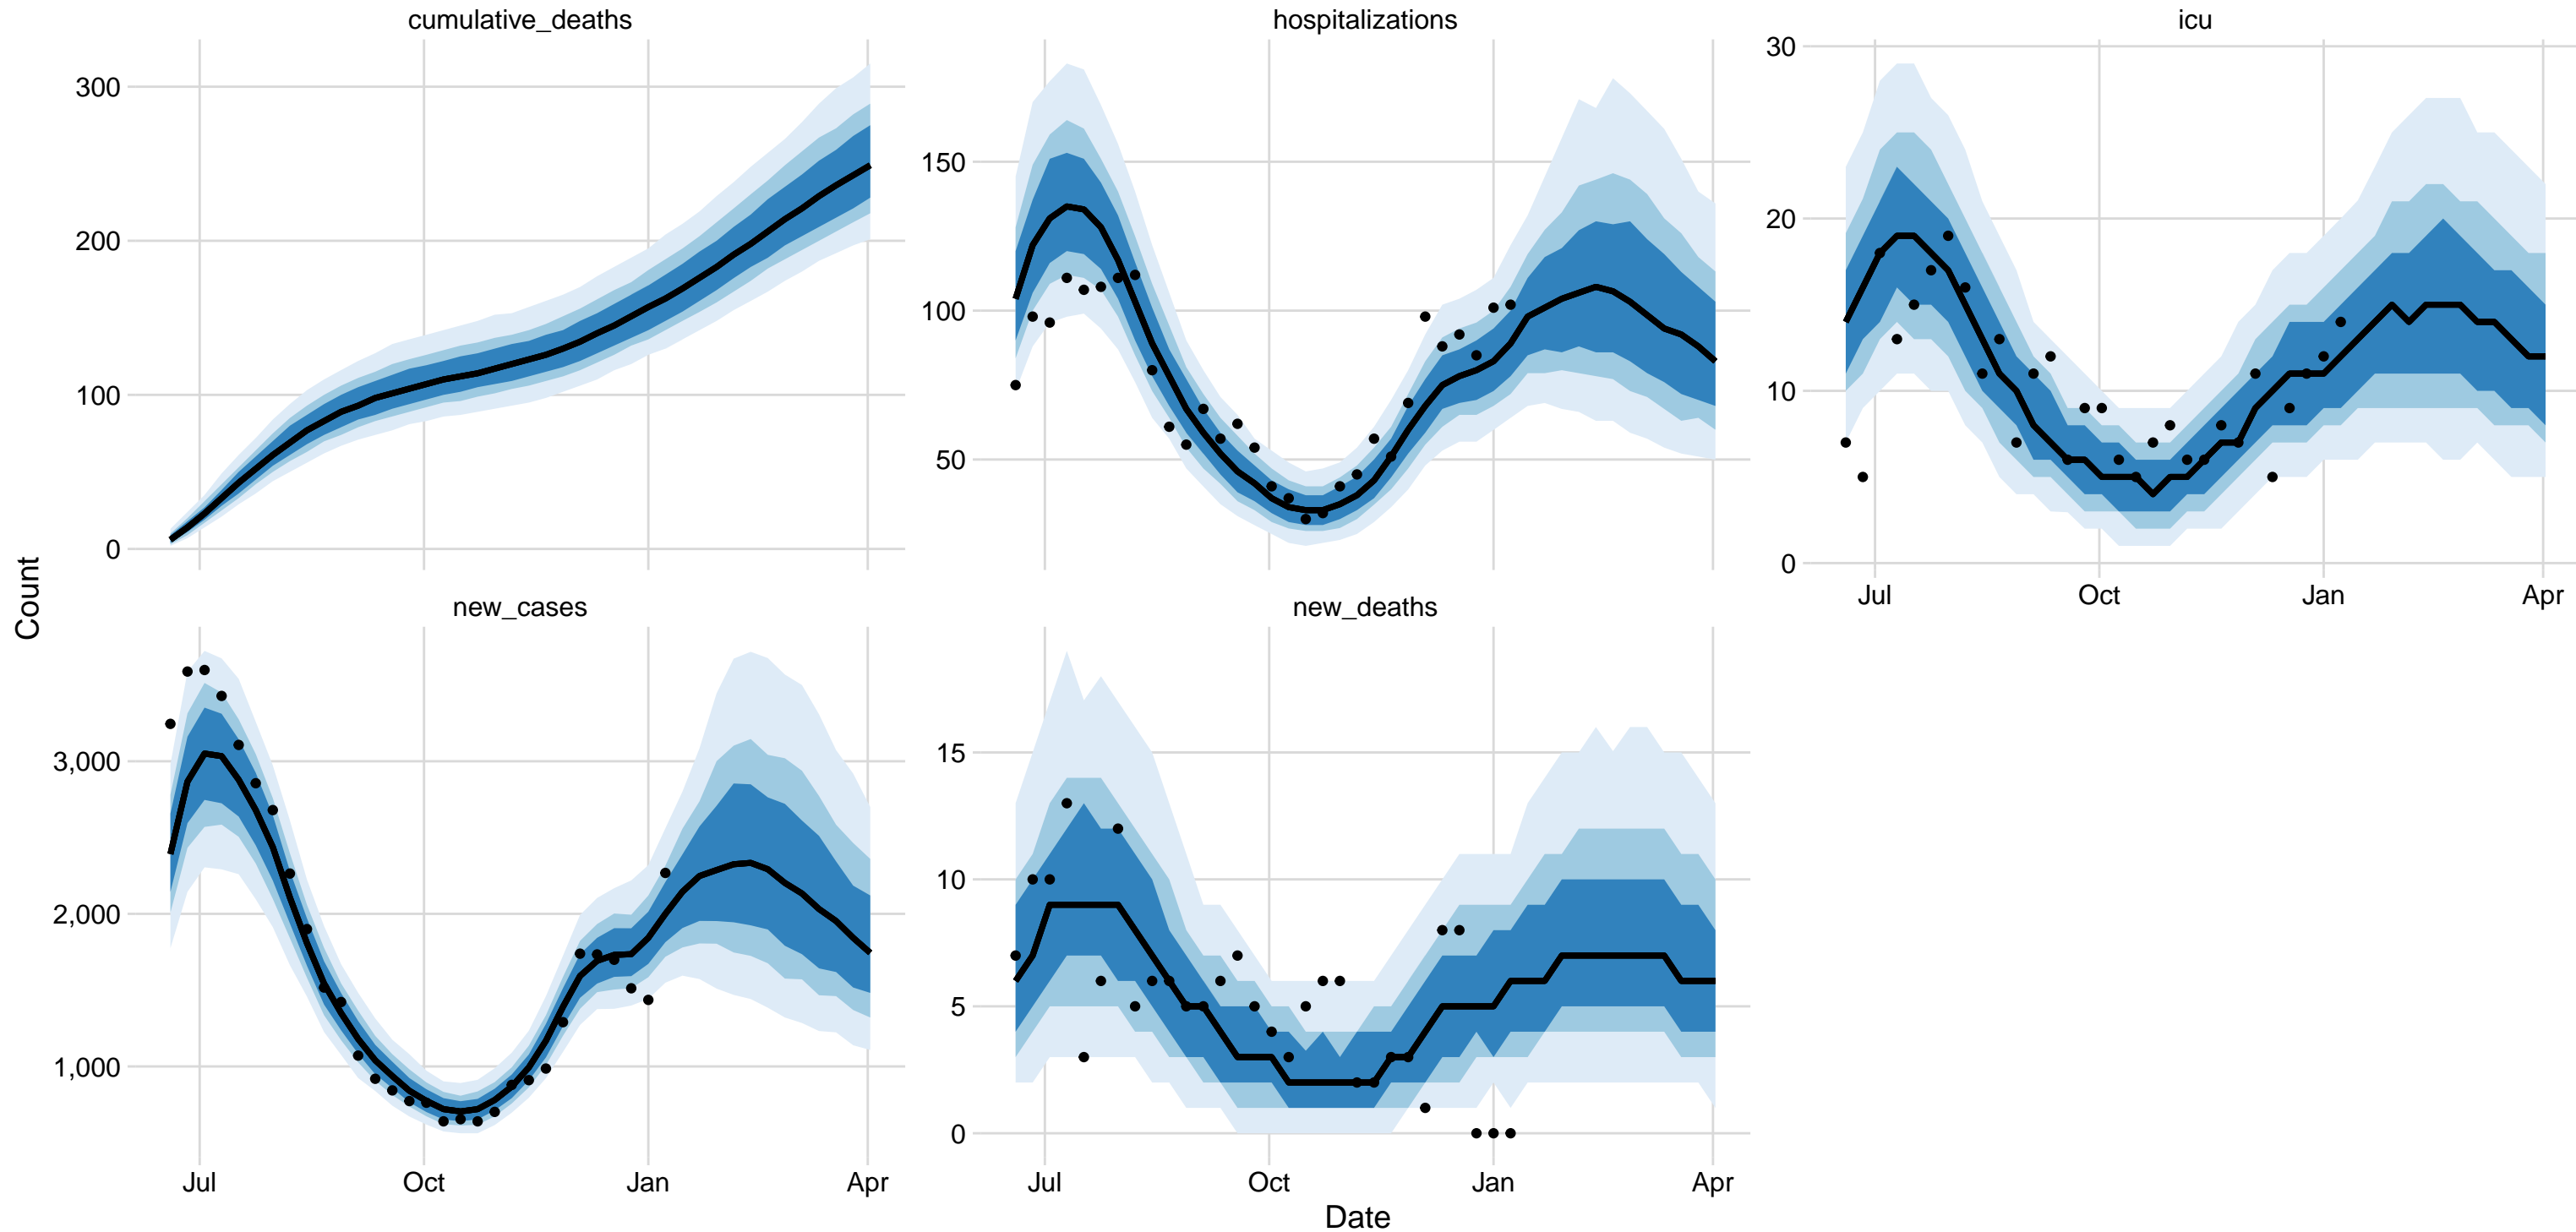 cumulative_deaths
hospitalizations
icu
300
200
100
0
150
100
50
30
20
10
0
Jul
Oct
Jan
Apr
Count
new_cases
new_deaths
3,000
2,000
1,000
15
10
5
0
Jul
Oct
Jan
Apr
Jul
Oct
Jan
Apr
Date